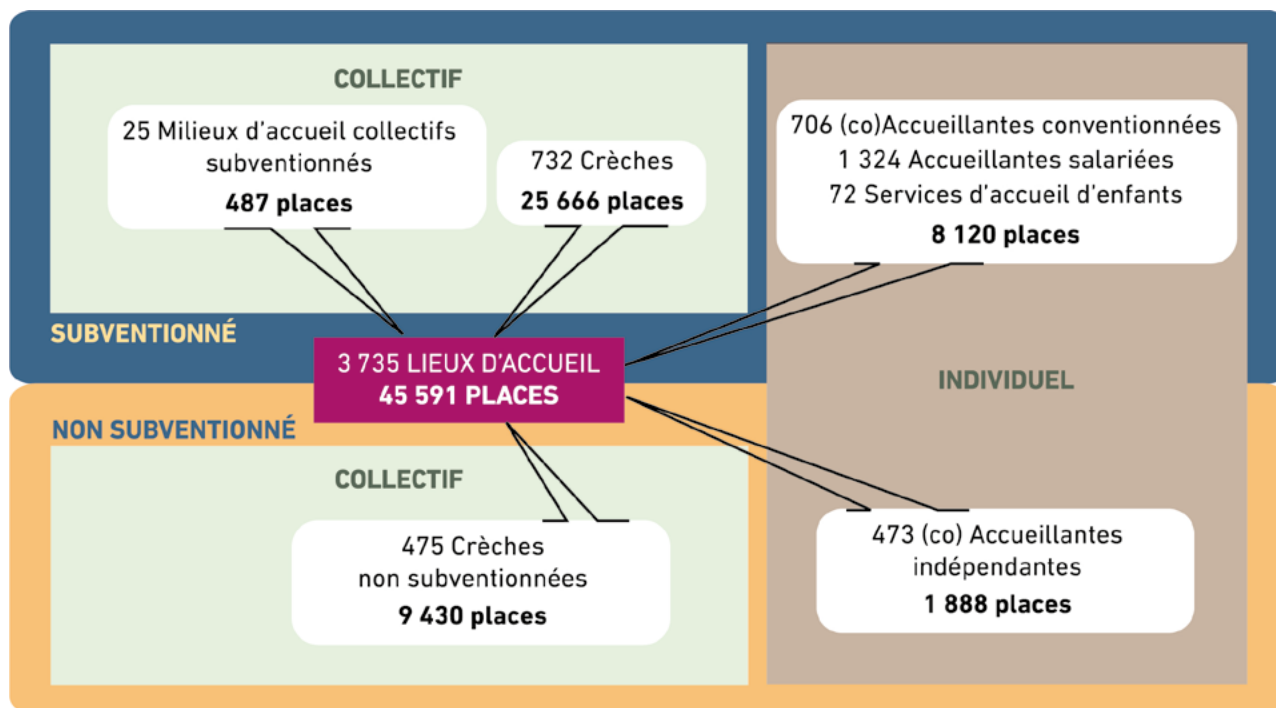 COLLECTIF
25 Milieux d'accueil collectifs
subventionnés
487 places
732 Crèches
25 666 places
706 (co)Accueillantes conventionnées
1 324 Accueillantes salariées
72 Services d'accueil d'enfants
8 120 places
SUBVENTIONNÉ
3 735 LIEUX D'ACCUEIL
45 591 PLACES
INDIVIDUEL
NON SUBVENTIONNÉ
COLLECTIF
475 Crèches
non subventionnées
9 430 places
473 (co) Accueillantes
indépendantes
1 888 places